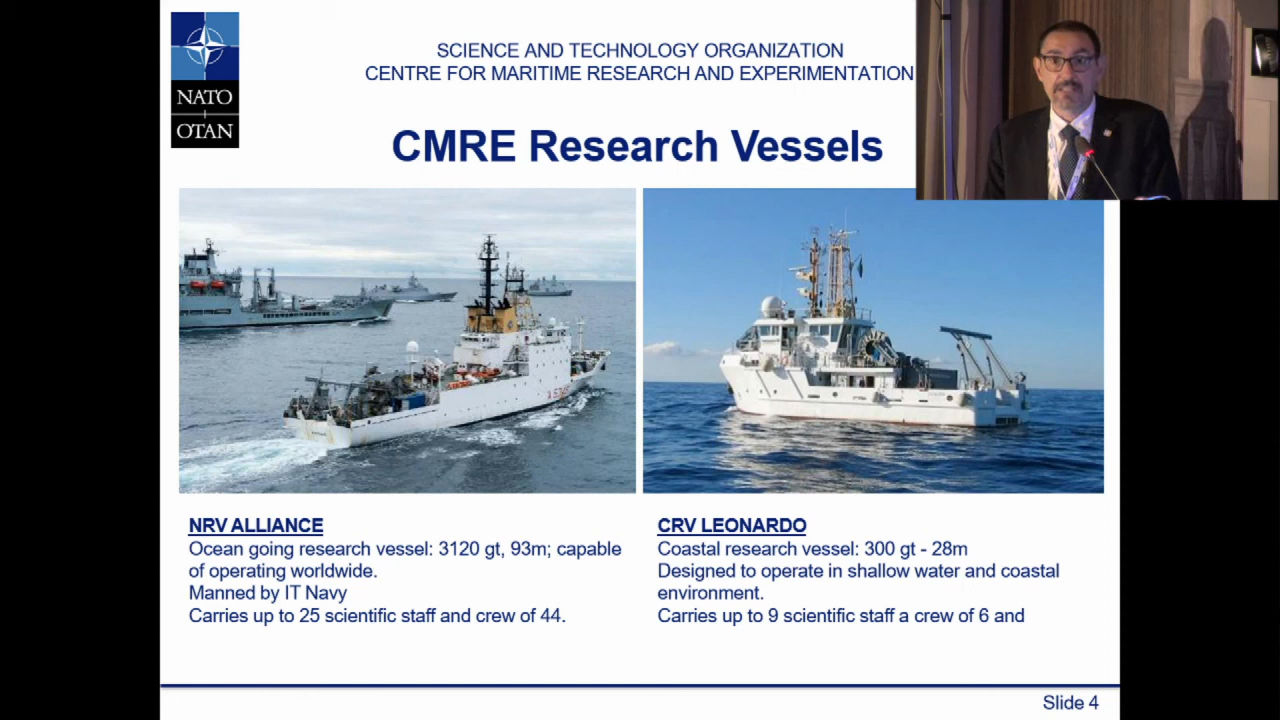 NATO
OTAN
SCIENCE AND TECHNOLOGY ORGANIZATION
CENTRE FOR MARITIME RESEARCH AND EXPERIMENTATION
CMRE Research Vessels
NRV ALLIANCE
Ocean going research vessel: 3120 gt, 93m; capable
of operating worldwide.
Manned by IT Navy
Carries up to 25 scientific staff and crew of 44.
CRV LEONARDO
Coastal research vessel: 300 gt - 28m
Designed to operate in shallow water and coastal
environment.
Carries up to 9 scientific staff a crew of 6 and
Slide 4